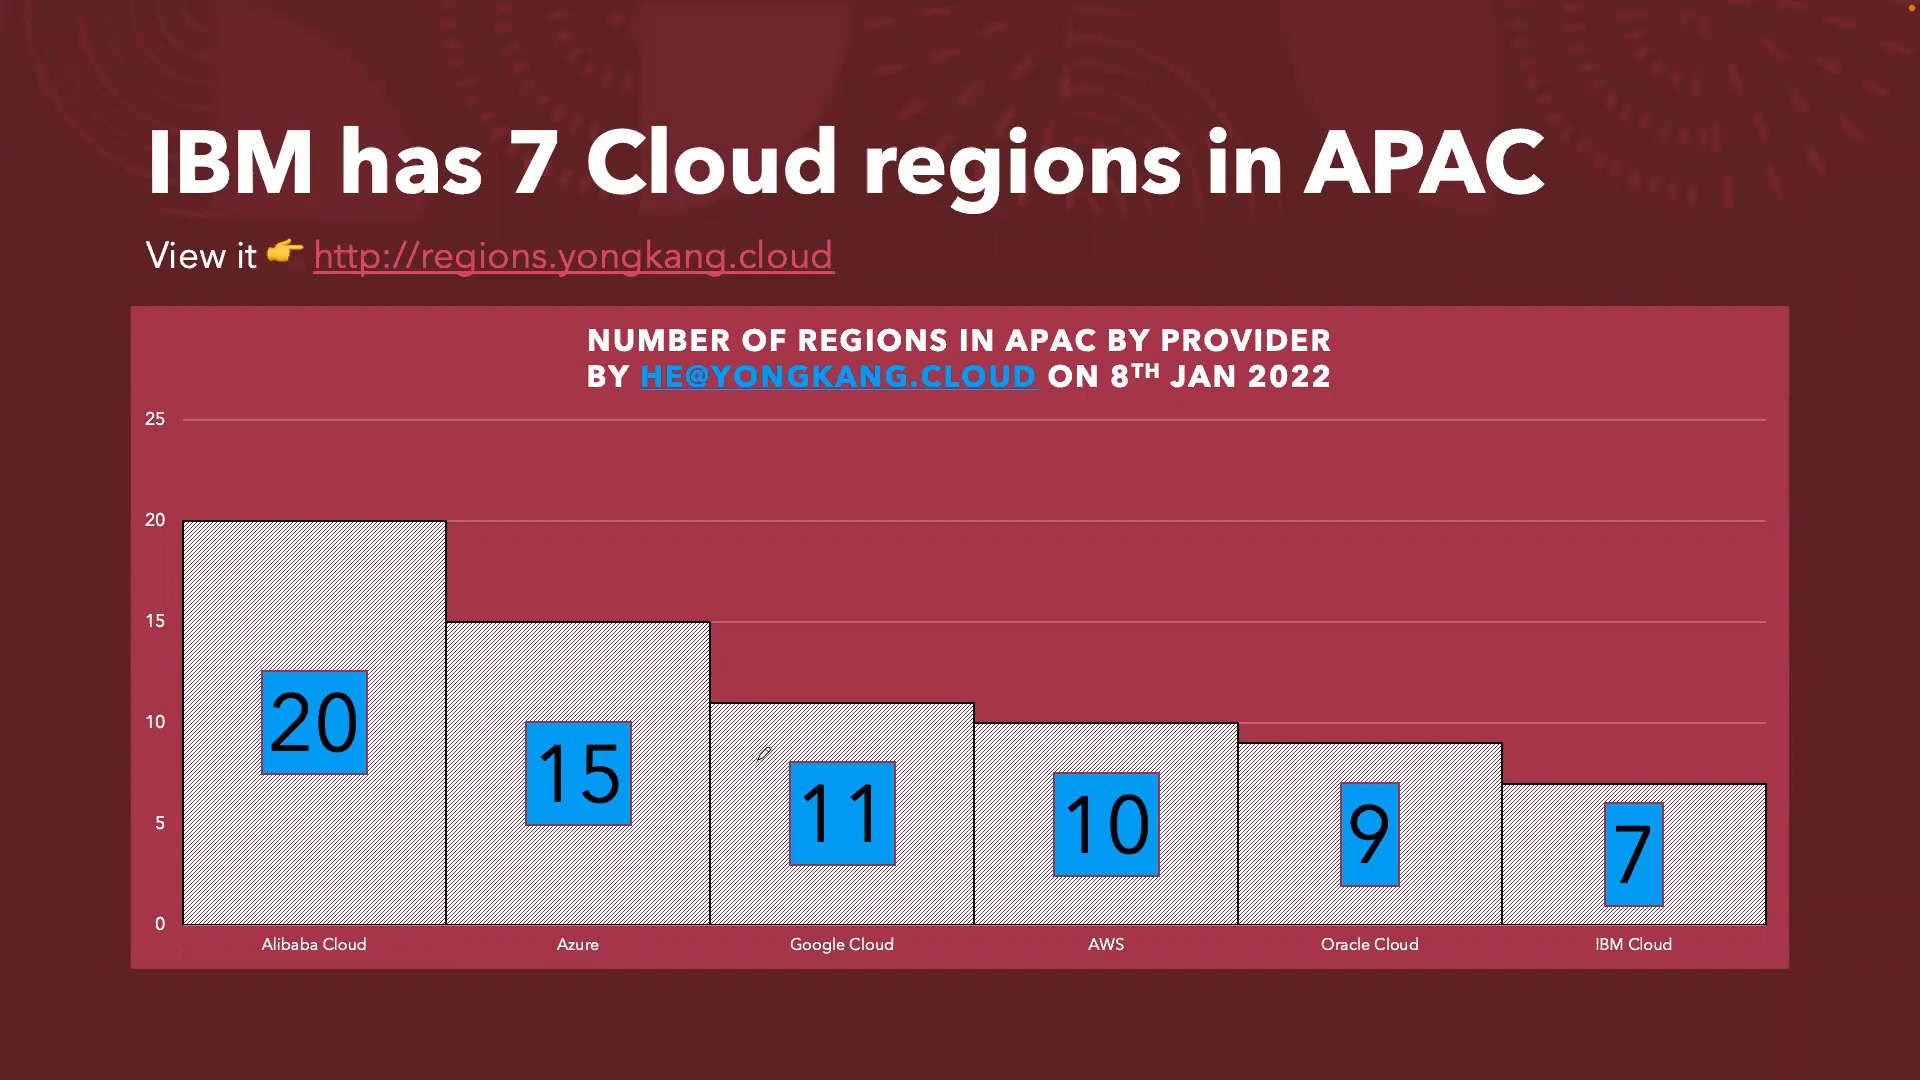 IBM has 7 Cloud regions in APAC
View it 👉 http://regions.yongkang.cloud
NUMBER OF REGIONS IN APAC BY PROVIDER
BY HE@YONGKANG.CLOUD ON 8TH JAN 2022
25
20
15
10
5
0
20
15
11
10
9
7
Alibaba Cloud
Azure
Google Cloud
AWS
Oracle Cloud
IBM Cloud